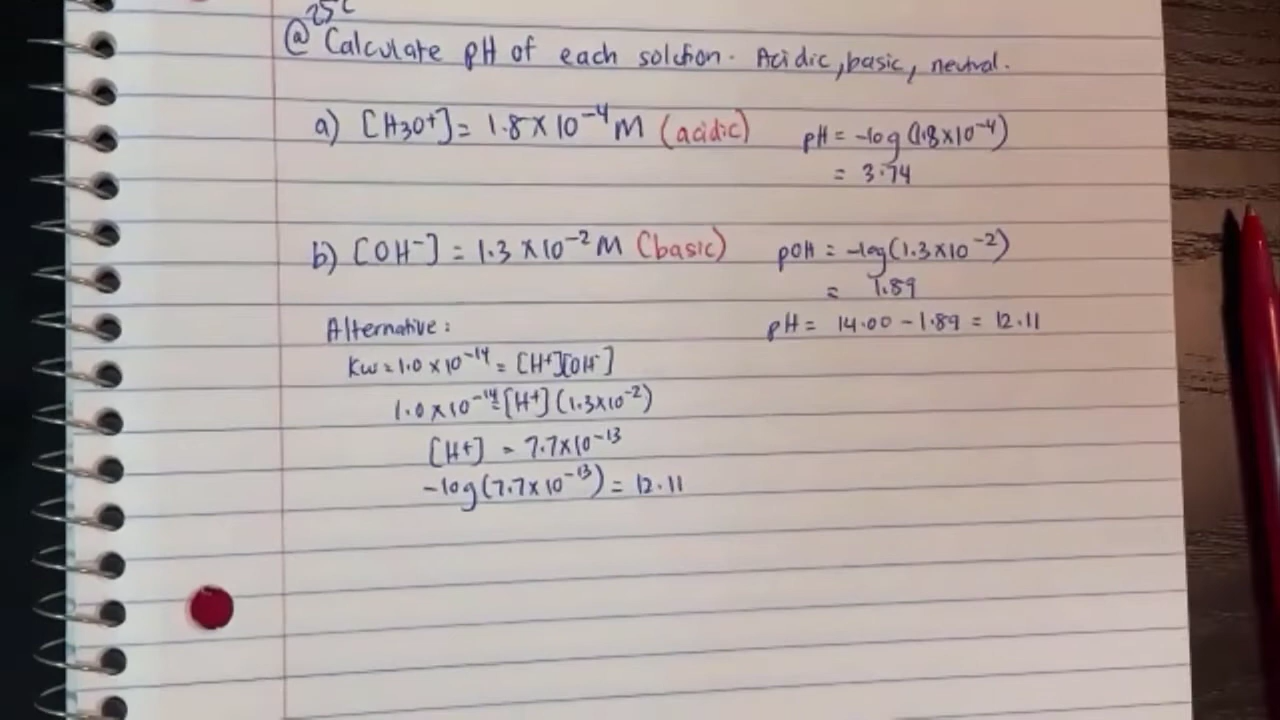 25C
@ Calculate pH of each solution. Acidic, basic, neutral.
a) [H3O+] = 1.8 x 10⁻⁴ M (acidic) pH = -log (1.8x10⁻⁴)
= 3.74
b) [OH⁻] = 1.3 x 10⁻² M (basic) pOH = -log(1.3x10⁻²)
= 1.89
Alternative: pH = 14.00 - 1.89 = 12.11
Kw = 1.0 x 10⁻¹⁴ = [H+][OH⁻]
1.0 x 10⁻¹⁴ = [H+] (1.3x10⁻²)
[H+] = 7.7x10⁻¹³
-log(7.7x10⁻¹³) = 12.11